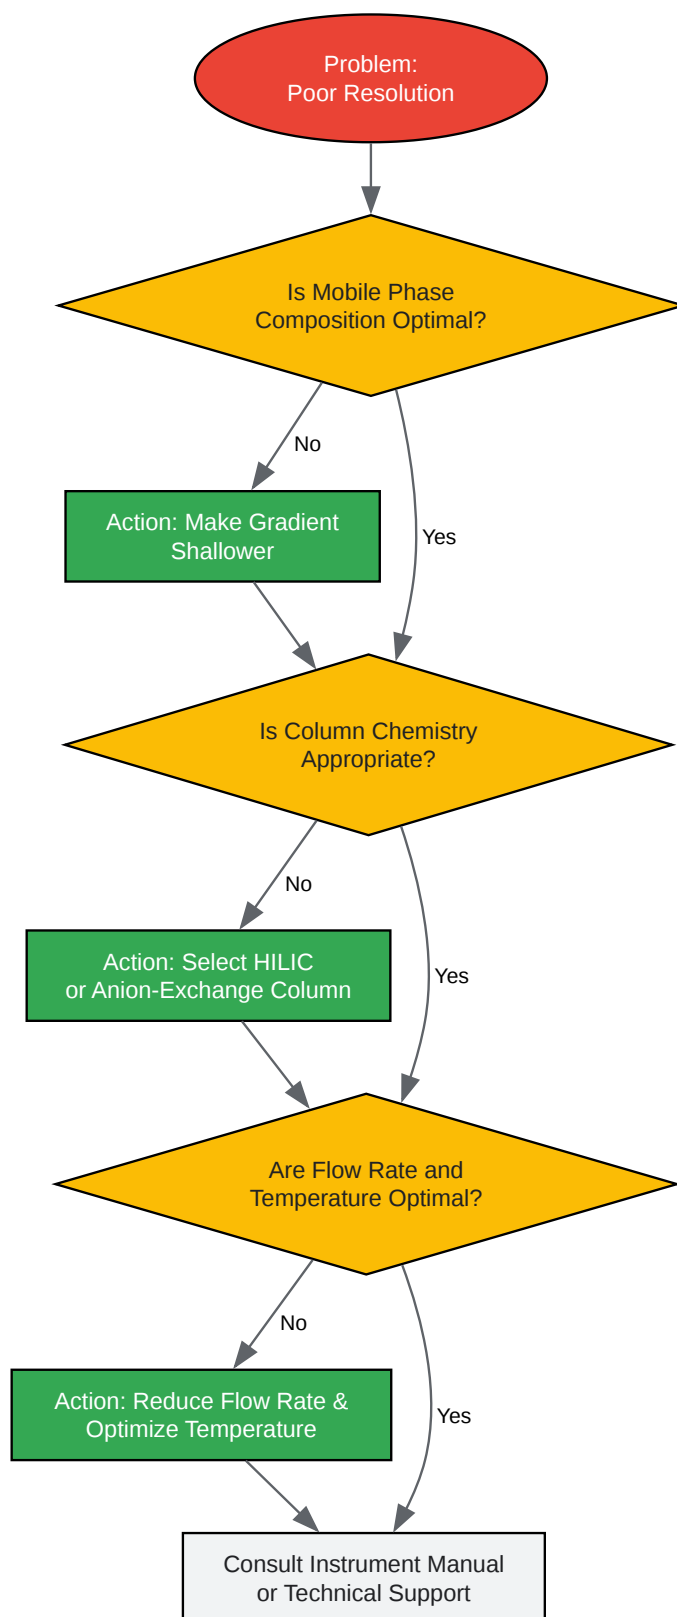 Problem:
Poor Resolution
Is Mobile Phase
Composition Optimal?
No
Action: Make Gradient
Shallower
Yes
Is Column Chemistry
Appropriate?
No
Action: Select HILIC
or Anion-Exchange Column
Yes
Are Flow Rate and
Temperature Optimal?
No
Action: Reduce Flow Rate &
Optimize Temperature
Yes
Consult Instrument Manual
or Technical Support